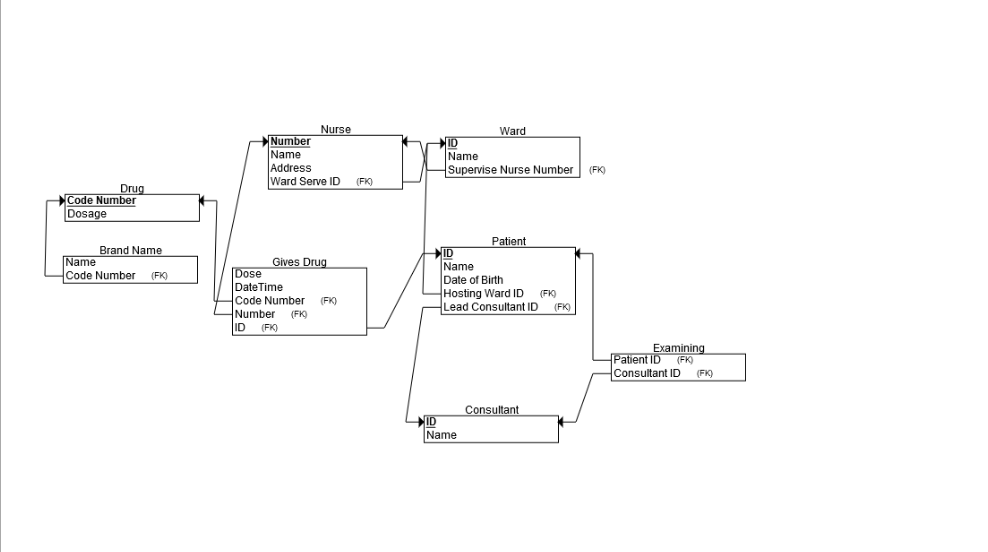 Nurse
Number
Name
Address
Ward Serve ID (FK)
Ward
ID
Name
Supervise Nurse Number (FK)
Drug
Code Number
Dosage
Brand Name
Name
Code Number (FK)
Gives Drug
Dose
DateTime
Code Number (FK)
Number (FK)
ID (FK)
Patient
ID
Name
Date of Birth
Hosting Ward ID (FK)
Lead Consultant ID (FK)
Examining
Patient ID (FK)
Consultant ID (FK)
Consultant
ID
Name